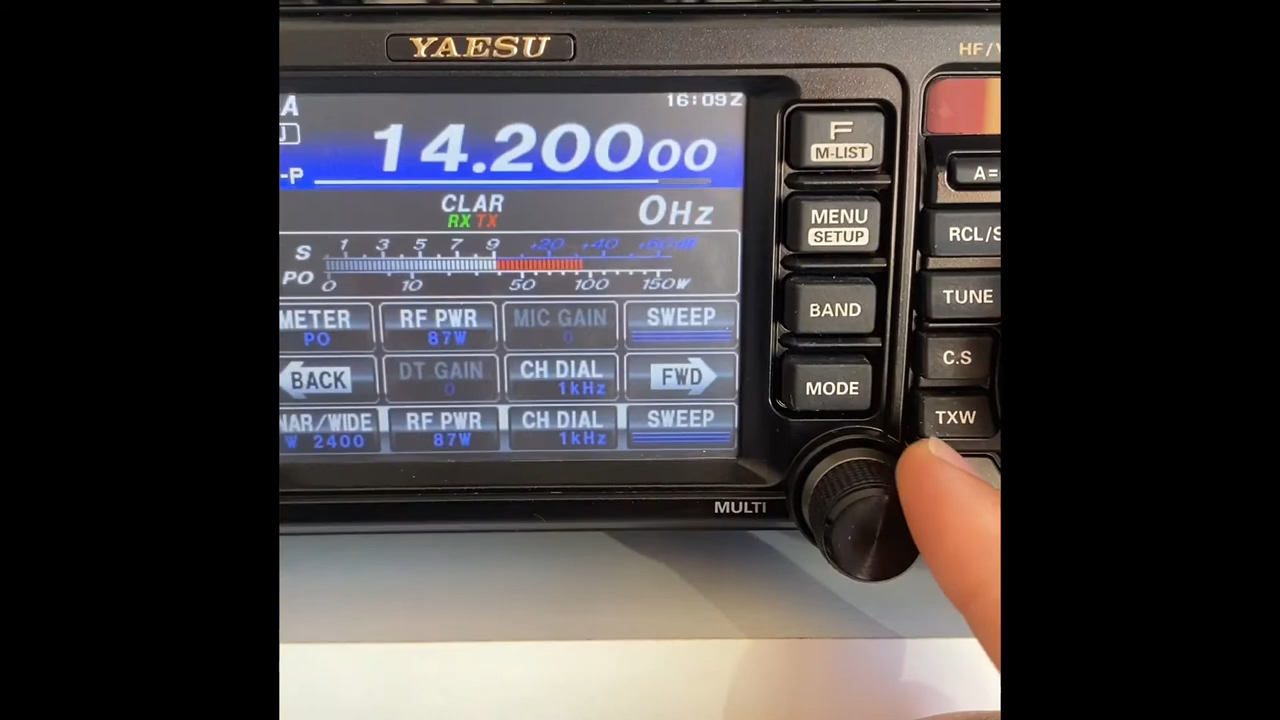 YAESU
HF/
A
16:09Z
14.20000
-P
CLAR
RX TX
0Hz
S
1 3 5 7 9 +20 +40 +60dB
PO
0 10 50 100 150W
METER
PO
RF PWR
87W
MIC GAIN
0
SWEEP
BACK
DT GAIN
0
CH DIAL
1kHz
FWD
NAR/WIDE
W 2400
RF PWR
87W
CH DIAL
1kHz
SWEEP
F
M-LIST
MENU
SETUP
BAND
MODE
A=
RCL/S
TUNE
C.S
TXW
MULTI